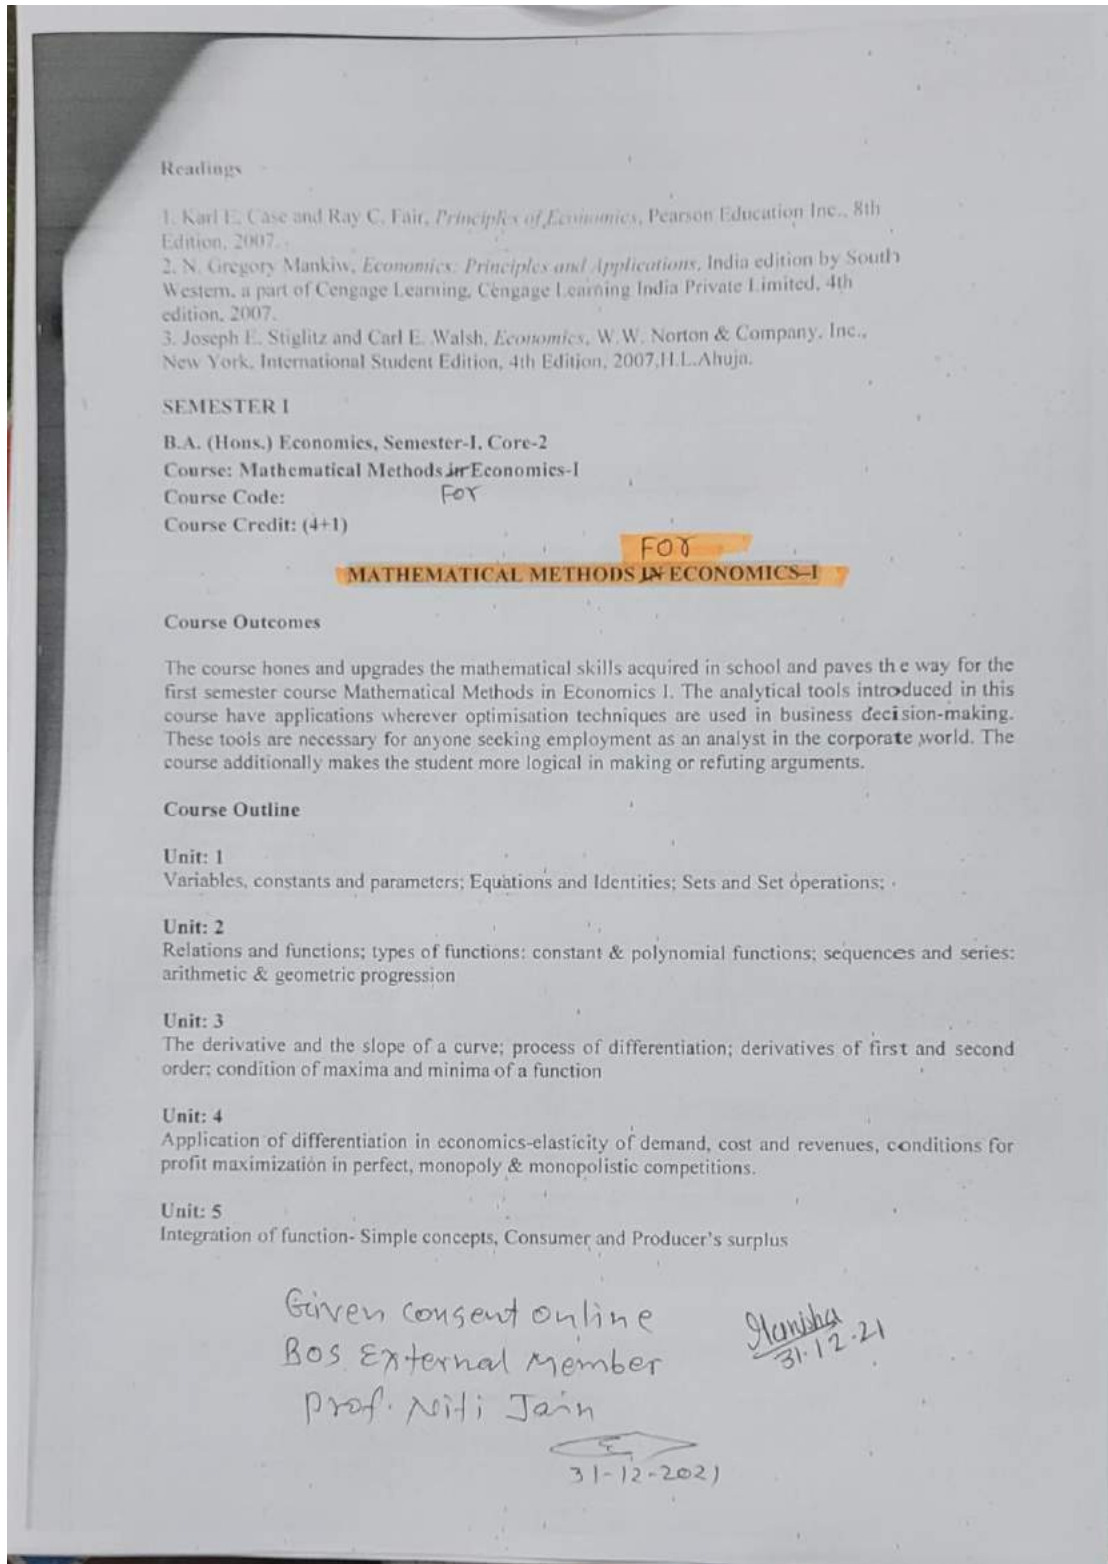 Readings
1. Karl E. Case and Ray C. Fair, Principles of Economics, Pearson Education Inc., 8th
Edition, 2007.
2. N. Gregory Mankiw, Economics: Principles and Applications, India edition by South
Western, a part of Cengage Learning, Cengage Learning India Private Limited, 4th
edition, 2007.
3. Joseph E. Stiglitz and Carl E. Walsh, Economics, W.W. Norton & Company, Inc.,
New York, International Student Edition, 4th Edition, 2007,H.L.Ahuja.
SEMESTER I
B.A. (Hons.) Economics, Semester-I, Core-2
Course: Mathematical Methods in Economics-I
For
Course Code:
Course Credit: (4+1)
FOR
MATHEMATICAL METHODS IN ECONOMICS–I
Course Outcomes
The course hones and upgrades the mathematical skills acquired in school and paves the way for the
first semester course Mathematical Methods in Economics I. The analytical tools introduced in this
course have applications wherever optimisation techniques are used in business decision-making.
These tools are necessary for anyone seeking employment as an analyst in the corporate world. The
course additionally makes the student more logical in making or refuting arguments.
Course Outline
Unit: 1
Variables, constants and parameters; Equations and Identities; Sets and Set operations;
Unit: 2
Relations and functions; types of functions: constant & polynomial functions; sequences and series:
arithmetic & geometric progression
Unit: 3
The derivative and the slope of a curve; process of differentiation; derivatives of first and second
order; condition of maxima and minima of a function
Unit: 4
Application of differentiation in economics-elasticity of demand, cost and revenues, conditions for
profit maximization in perfect, monopoly & monopolistic competitions.
Unit: 5
Integration of function- Simple concepts, Consumer and Producer's surplus
Given consent online
BOS External Member
Prof. Niti Jain
31-12-2021
Manisha
31.12.21